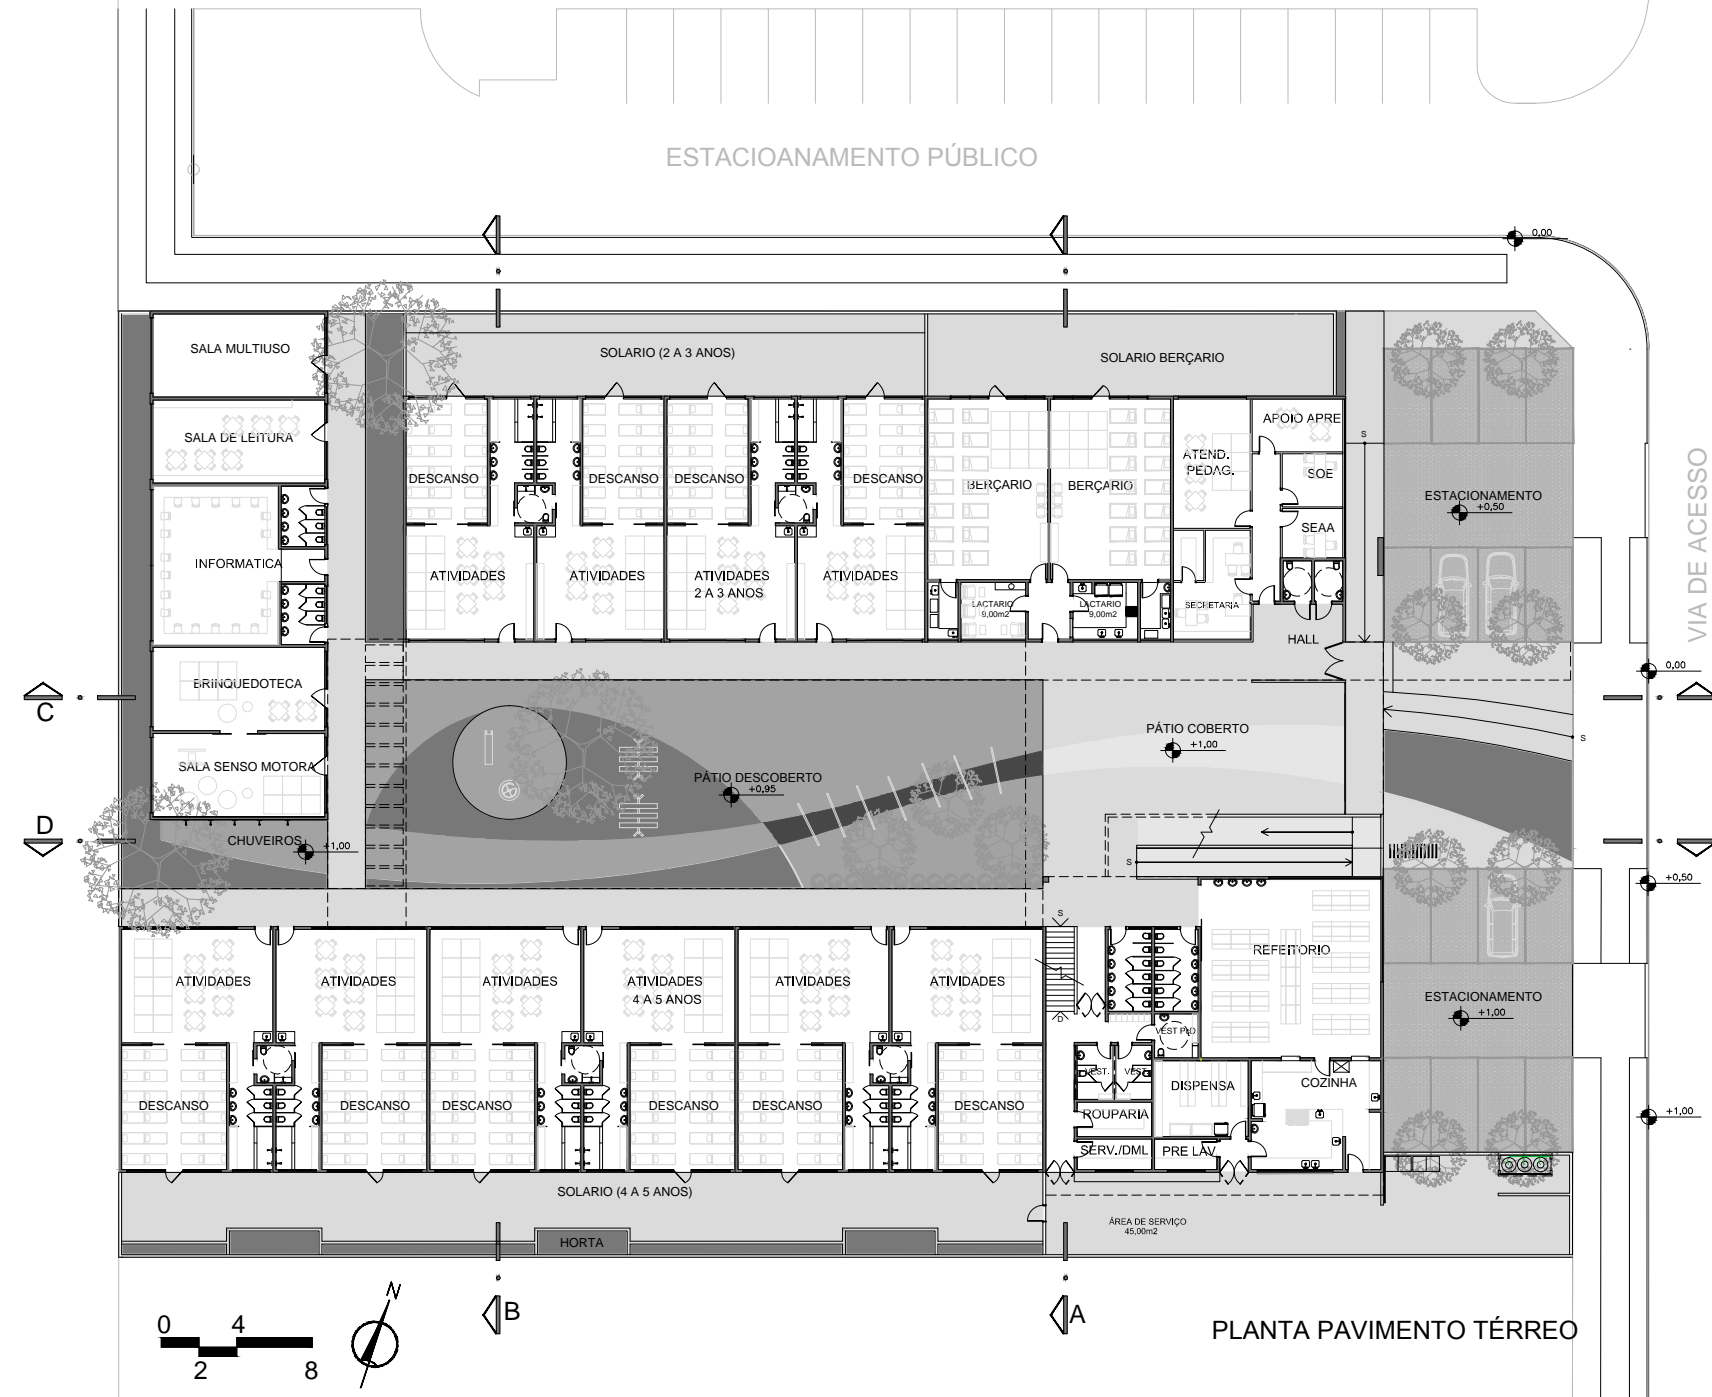 ESTACIOANAMENTO PÚBLICO
0,00
SALA MULTIUSO
SOLARIO (2 A 3 ANOS)
SOLARIO BERÇARIO
SALA DE LEITURA
APOIO APRE
ATEND.
PEDAG.
SOE
S
DESCANSO
DESCANSO
DESCANSO
DESCANSO
BERÇARIO
BERÇARIO
ESTACIONAMENTO
+0,50
SEAA
VIA DE ACESSO
INFORMATICA
ATIVIDADES
ATIVIDADES
ATIVIDADES
2 A 3 ANOS
ATIVIDADES
LACTARIO
9,00m2
LACTARIO
9,00m2
SECRETARIA
HALL
0,00
BRINQUEDOTECA
C
PÁTIO COBERTO
+1,00
S
SALA SENSO MOTORA
PÁTIO DESCOBERTO
+0,95
D
CHUVEIROS
+1,00
S
+0,50
S
REFEITORIO
ATIVIDADES
ATIVIDADES
ATIVIDADES
ATIVIDADES
4 A 5 ANOS
ATIVIDADES
ATIVIDADES
ESTACIONAMENTO
+1,00
D
VEST PcD
VEST.
VEST.
DISPENSA
COZINHA
DESCANSO
DESCANSO
DESCANSO
DESCANSO
DESCANSO
DESCANSO
ROUPARIA
+1,00
SERV./DML
PRE LAV
SOLARIO (4 A 5 ANOS)
ÁREA DE SERVIÇO
45,00m2
HORTA
N
B
A
0 4
2 8
PLANTA PAVIMENTO TÉRREO